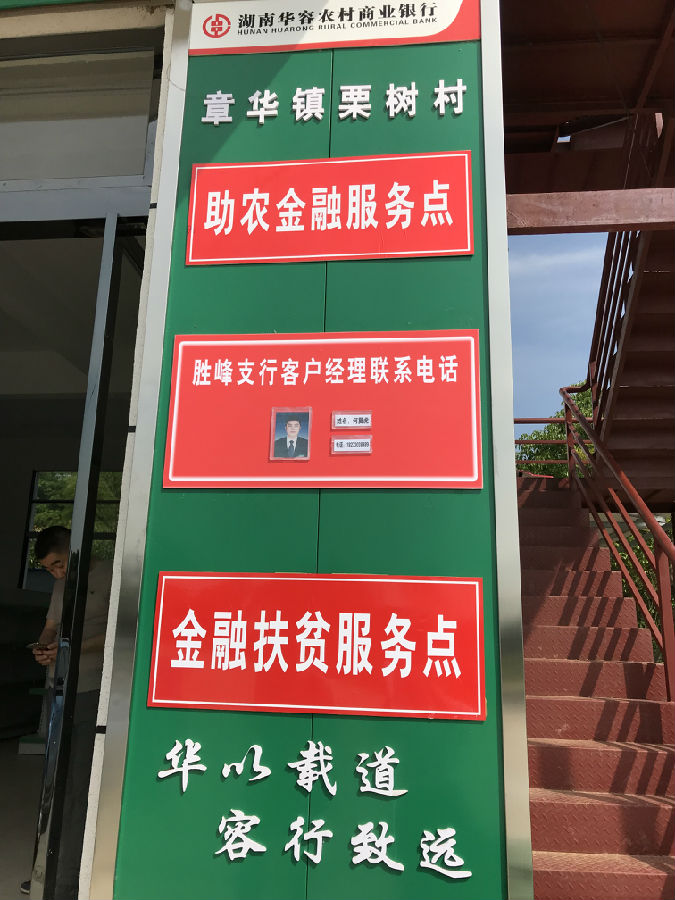 湖南华容农村商业银行
HUNAN HUARONG RURAL COMMERCIAL BANK
章华镇栗树村
助农金融服务点
胜峰支行客户经理联系电话
金融扶贫服务点
华以载道
容行致远